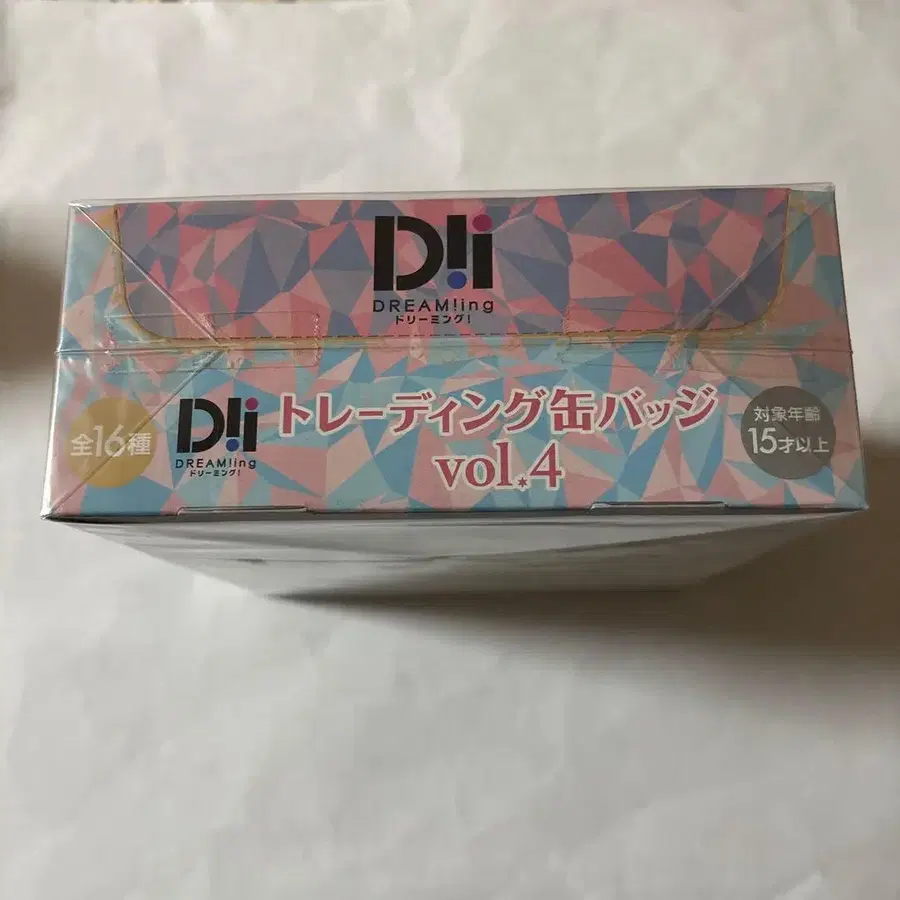 D!i
DREAM!ing
ドリーミング!
全16種
D!i
DREAM!ing
ドリーミング!
トレーディング缶バッジ
vol.4
対象年齢
15才以上